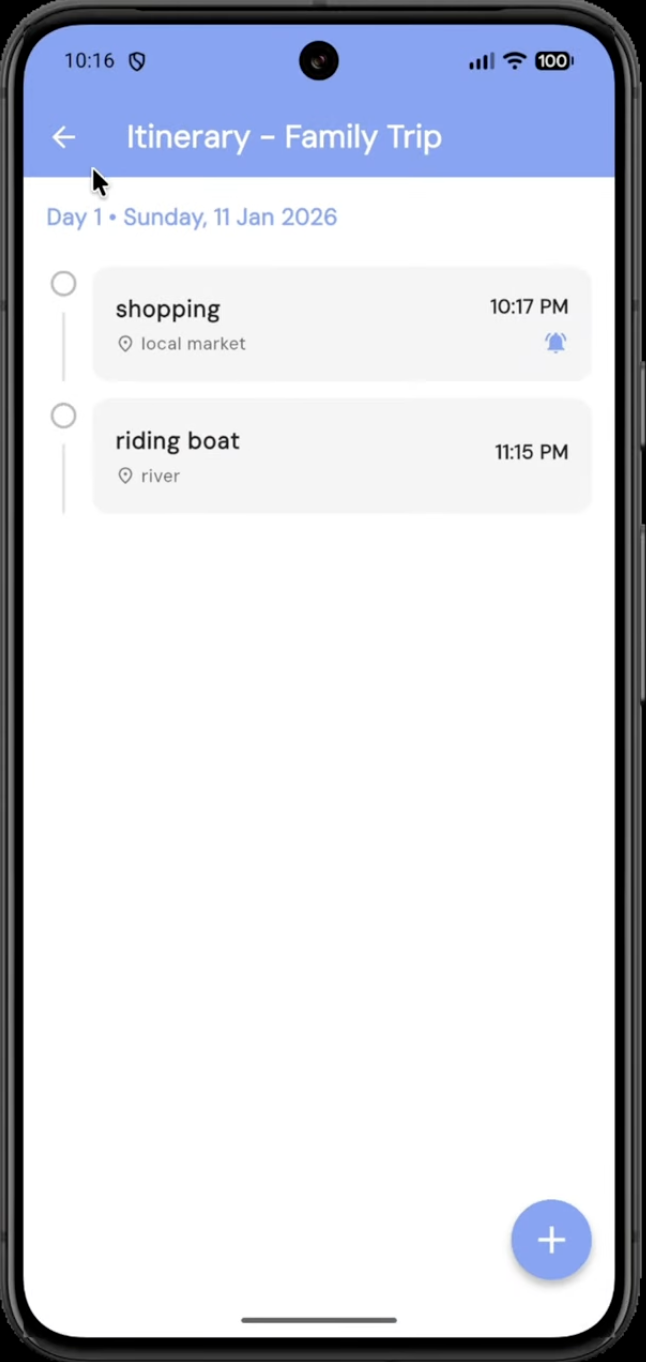 10:16
100
Itinerary – Family Trip
Day 1 • Sunday, 11 Jan 2026
shopping
10:17 PM
local market
riding boat
11:15 PM
river